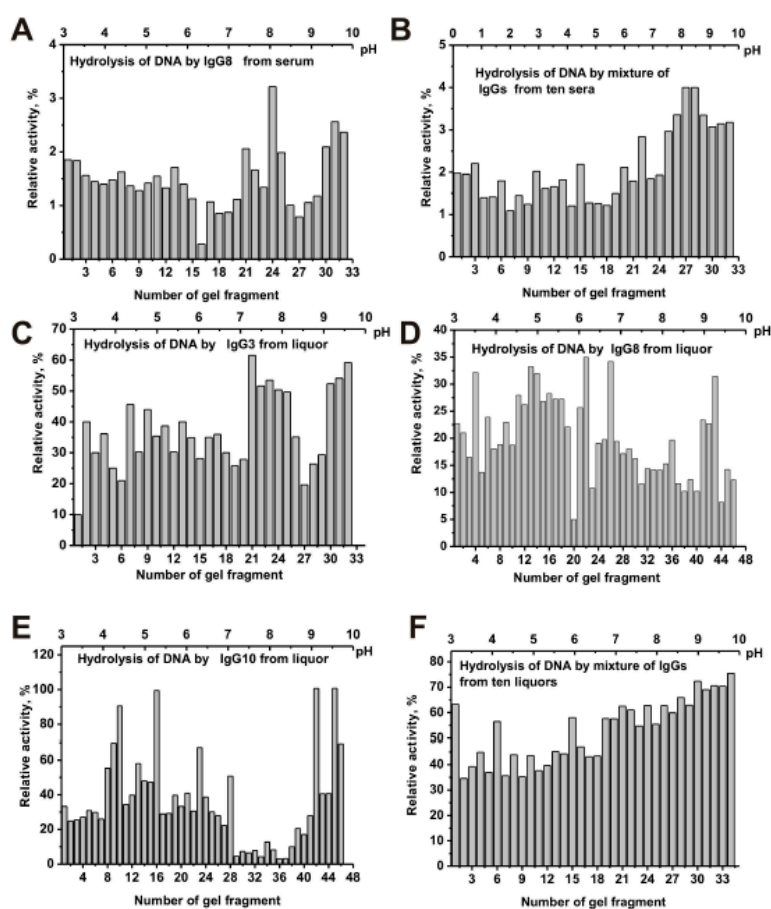 A
3 4 5 6 7 8 9 10
pH
Hydrolysis of DNA by IgG8 from serum
Relative activity, %
4
3
2
1
0
3 6 9 12 15 18 21 24 27 30 33
Number of gel fragment
B
0 1 2 3 4 5 6 7 8 9 10
pH
Hydrolysis of DNA by mixture of
IgGs from ten sera
Relative activity, %
5
4
3
2
1
0
3 6 9 12 15 18 21 24 27 30 33
Number of gel fragment
C
3 4 5 6 7 8 9 10
pH
Hydrolysis of DNA by IgG3 from liquor
Relative activity, %
70
60
50
40
30
20
10
0
3 6 9 12 15 18 21 24 27 30 33
Number of gel fragment
D
3 4 5 6 7 8 9 10
pH
Hydrolysis of DNA by IgG8 from liquor
Relative activity, %
40
35
30
25
20
15
10
5
0
4 8 12 16 20 24 28 32 36 40 44 48
Number of gel fragment
E
3 4 5 6 7 8 9 10
pH
Hydrolysis of DNA by IgG10 from liquor
Relative activity, %
120
100
80
60
40
20
0
4 8 12 16 20 24 28 32 36 40 44 48
Number of gel fragment
F
3 4 5 6 7 8 9 10
pH
Hydrolysis of DNA by mixture of IgGs
from ten liquors
Relative activity, %
70
60
50
40
30
20
10
0
3 6 9 12 15 18 21 24 27 30 33
Number of gel fragment